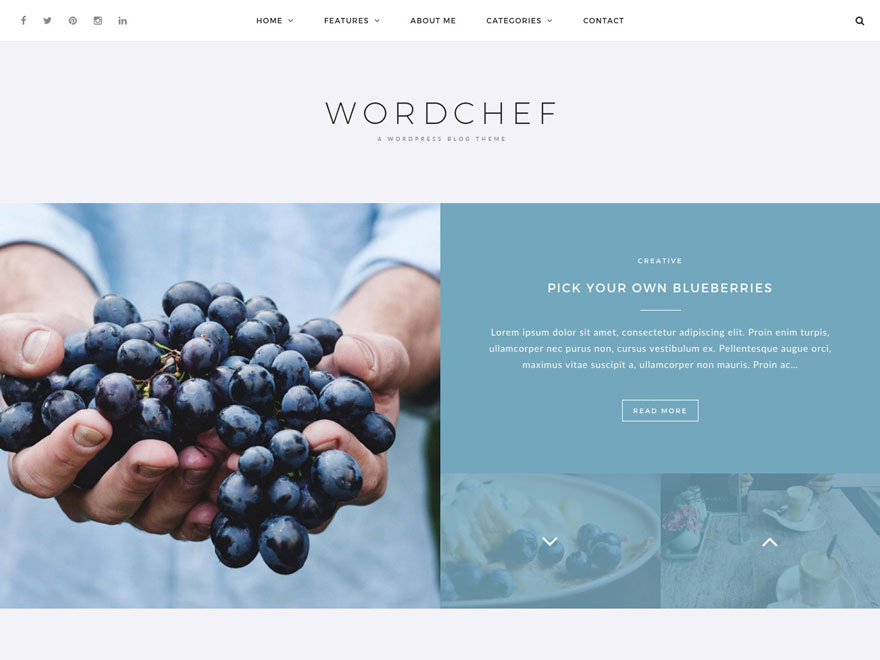 HOME FEATURES ABOUT ME CATEGORIES CONTACT
WORDCHEF
A WORDPRESS BLOG THEME
CREATIVE
PICK YOUR OWN BLUEBERRIES
Lorem ipsum dolor sit amet, consectetur adipiscing elit. Proin enim turpis,
ullamcorper nec purus non, cursus vestibulum ex. Pellentesque augue orci,
maximus vitae suscipit a, ullamcorper non mauris. Proin ac...
READ MORE